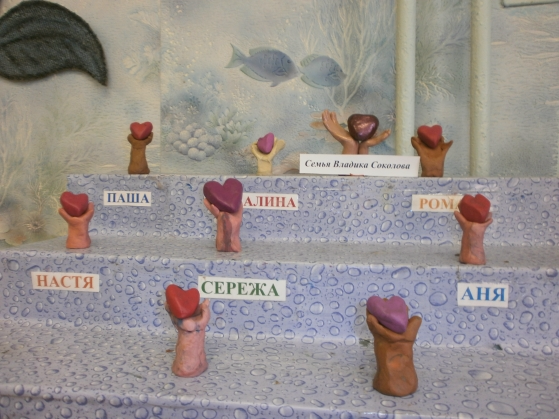 Семья Владика Соколова
ПАША
АЛИНА
РОМ
НАСТЯ
СЕРЕЖА
АНЯ